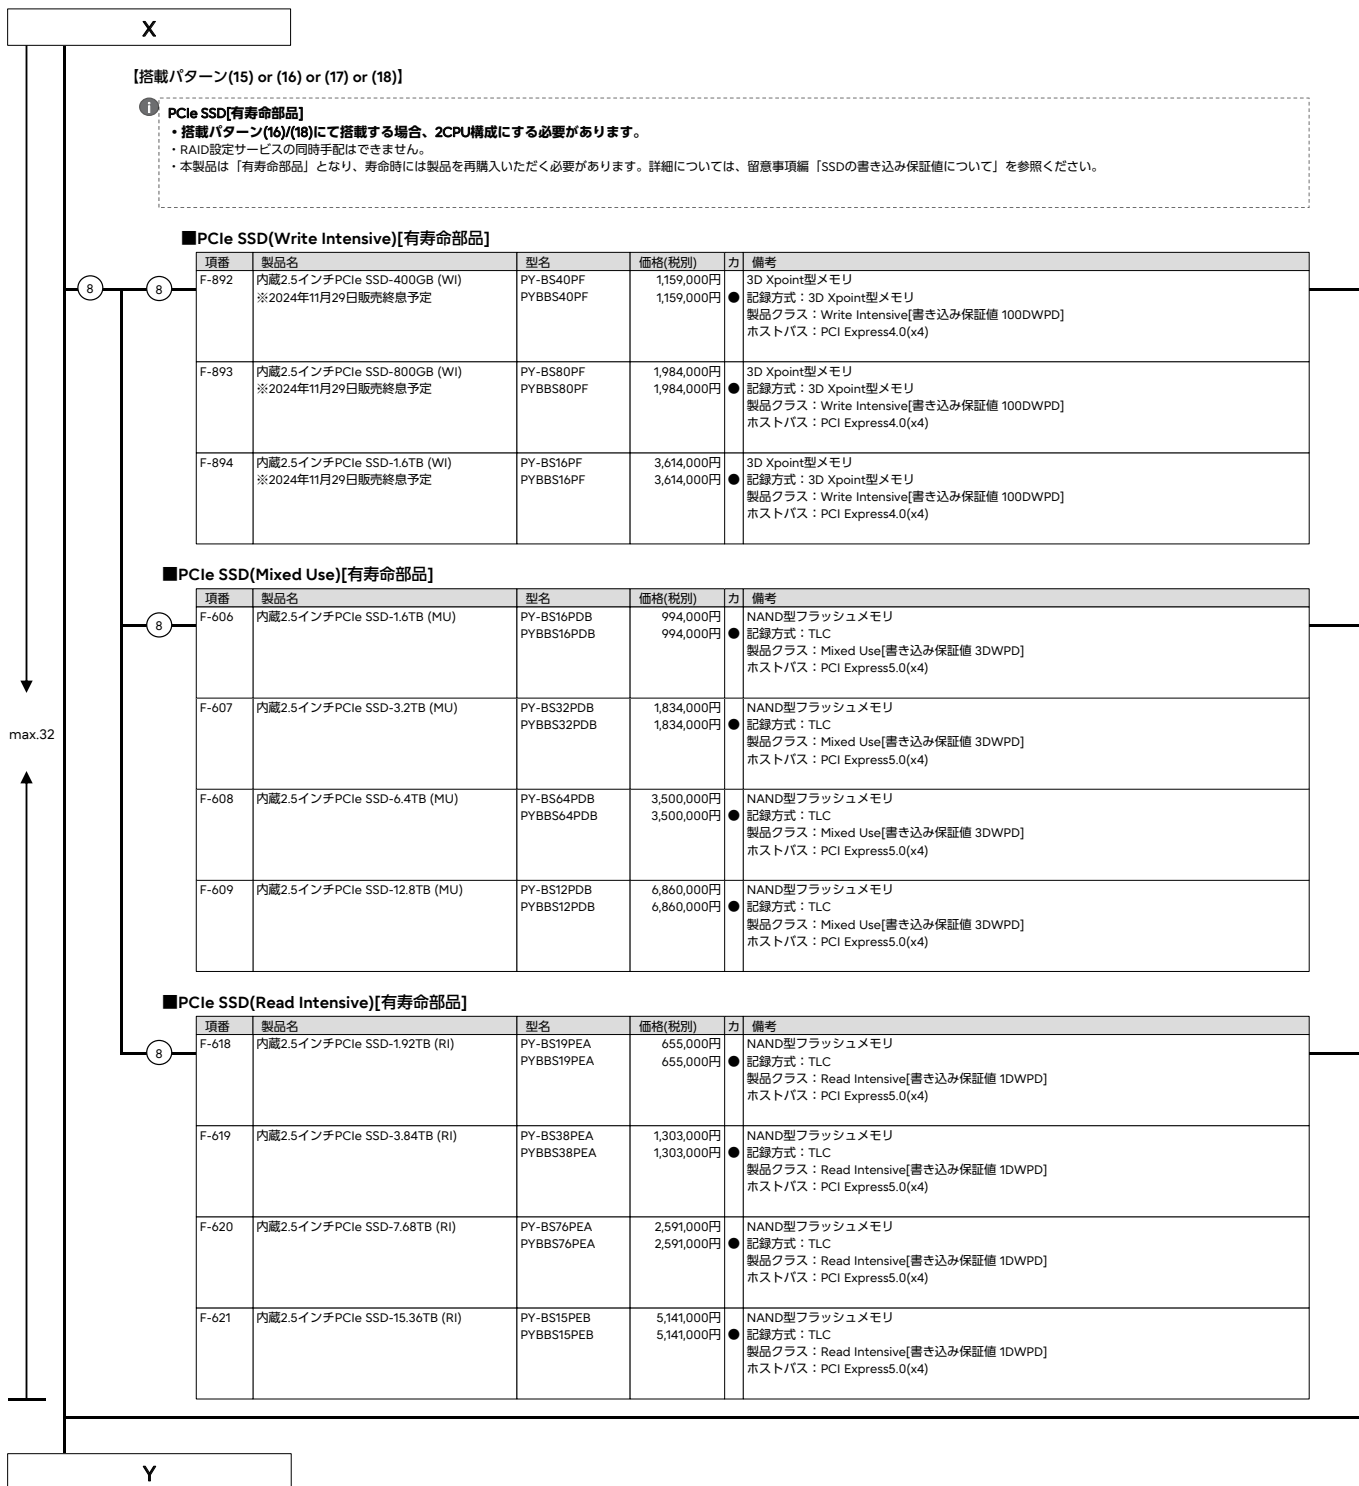 X
【搭載パターン(15) or (16) or (17) or (18)】
PCIe SSD[有寿命部品]
・搭載パターン(16)/(18)にて搭載する場合、2CPU構成にする必要があります。
・RAID設定サービスの同時手配はできません。
・本製品は「有寿命部品」となり、寿命時には製品を再購入いただく必要があります。詳細については、留意事項編「SSDの書き込み保証値について」を参照ください。
■PCIe SSD(Write Intensive)[有寿命部品]
項番 製品名 型名 価格(税別) カ 備考
8 8 F-892 内蔵2.5インチPCIe SSD-400GB (WI) PY-BS40PF 1,159,000円 3D Xpoint型メモリ
※2024年11月29日販売終息予定 PYBBS40PF 1,159,000円 ● 記録方式：3D Xpoint型メモリ
製品クラス：Write Intensive[書き込み保証値 100DWPD]
ホストバス：PCI Express4.0(x4)
F-893 内蔵2.5インチPCIe SSD-800GB (WI) PY-BS80PF 1,984,000円 3D Xpoint型メモリ
※2024年11月29日販売終息予定 PYBBS80PF 1,984,000円 ● 記録方式：3D Xpoint型メモリ
製品クラス：Write Intensive[書き込み保証値 100DWPD]
ホストバス：PCI Express4.0(x4)
F-894 内蔵2.5インチPCIe SSD-1.6TB (WI) PY-BS16PF 3,614,000円 3D Xpoint型メモリ
※2024年11月29日販売終息予定 PYBBS16PF 3,614,000円 ● 記録方式：3D Xpoint型メモリ
製品クラス：Write Intensive[書き込み保証値 100DWPD]
ホストバス：PCI Express4.0(x4)
■PCIe SSD(Mixed Use)[有寿命部品]
項番 製品名 型名 価格(税別) カ 備考
8 F-606 内蔵2.5インチPCIe SSD-1.6TB (MU) PY-BS16PDB 994,000円 NAND型フラッシュメモリ
PYBBS16PDB 994,000円 ● 記録方式：TLC
製品クラス：Mixed Use[書き込み保証値 3DWPD]
ホストバス：PCI Express5.0(x4)
F-607 内蔵2.5インチPCIe SSD-3.2TB (MU) PY-BS32PDB 1,834,000円 NAND型フラッシュメモリ
PYBBS32PDB 1,834,000円 ● 記録方式：TLC
max.32
製品クラス：Mixed Use[書き込み保証値 3DWPD]
ホストバス：PCI Express5.0(x4)
F-608 内蔵2.5インチPCIe SSD-6.4TB (MU) PY-BS64PDB 3,500,000円 NAND型フラッシュメモリ
PYBBS64PDB 3,500,000円 ● 記録方式：TLC
製品クラス：Mixed Use[書き込み保証値 3DWPD]
ホストバス：PCI Express5.0(x4)
F-609 内蔵2.5インチPCIe SSD-12.8TB (MU) PY-BS12PDB 6,860,000円 NAND型フラッシュメモリ
PYBBS12PDB 6,860,000円 ● 記録方式：TLC
製品クラス：Mixed Use[書き込み保証値 3DWPD]
ホストバス：PCI Express5.0(x4)
■PCIe SSD(Read Intensive)[有寿命部品]
項番 製品名 型名 価格(税別) カ 備考
8 F-618 内蔵2.5インチPCIe SSD-1.92TB (RI) PY-BS19PEA 655,000円 NAND型フラッシュメモリ
PYBBS19PEA 655,000円 ● 記録方式：TLC
製品クラス：Read Intensive[書き込み保証値 1DWPD]
ホストバス：PCI Express5.0(x4)
F-619 内蔵2.5インチPCIe SSD-3.84TB (RI) PY-BS38PEA 1,303,000円 NAND型フラッシュメモリ
PYBBS38PEA 1,303,000円 ● 記録方式：TLC
製品クラス：Read Intensive[書き込み保証値 1DWPD]
ホストバス：PCI Express5.0(x4)
F-620 内蔵2.5インチPCIe SSD-7.68TB (RI) PY-BS76PEA 2,591,000円 NAND型フラッシュメモリ
PYBBS76PEA 2,591,000円 ● 記録方式：TLC
製品クラス：Read Intensive[書き込み保証値 1DWPD]
ホストバス：PCI Express5.0(x4)
F-621 内蔵2.5インチPCIe SSD-15.36TB (RI) PY-BS15PEB 5,141,000円 NAND型フラッシュメモリ
PYBBS15PEB 5,141,000円 ● 記録方式：TLC
製品クラス：Read Intensive[書き込み保証値 1DWPD]
ホストバス：PCI Express5.0(x4)
Y